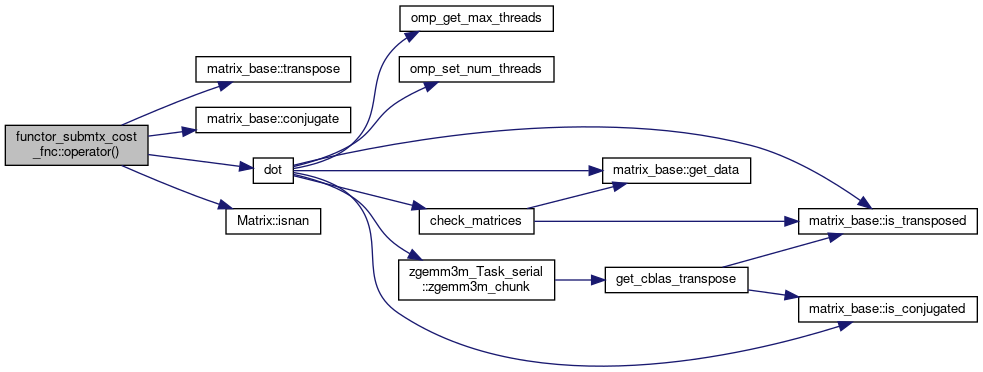 omp_get_max_threads
matrix_base::transpose
omp_set_num_threads
matrix_base::conjugate
functor_submtx_cost
_fnc::operator()
dot
matrix_base::get_data
Matrix::isnan
check_matrices
matrix_base::is_transposed
zgemm3m_Task_serial
::zgemm3m_chunk
get_cblas_transpose
matrix_base::is_conjugated